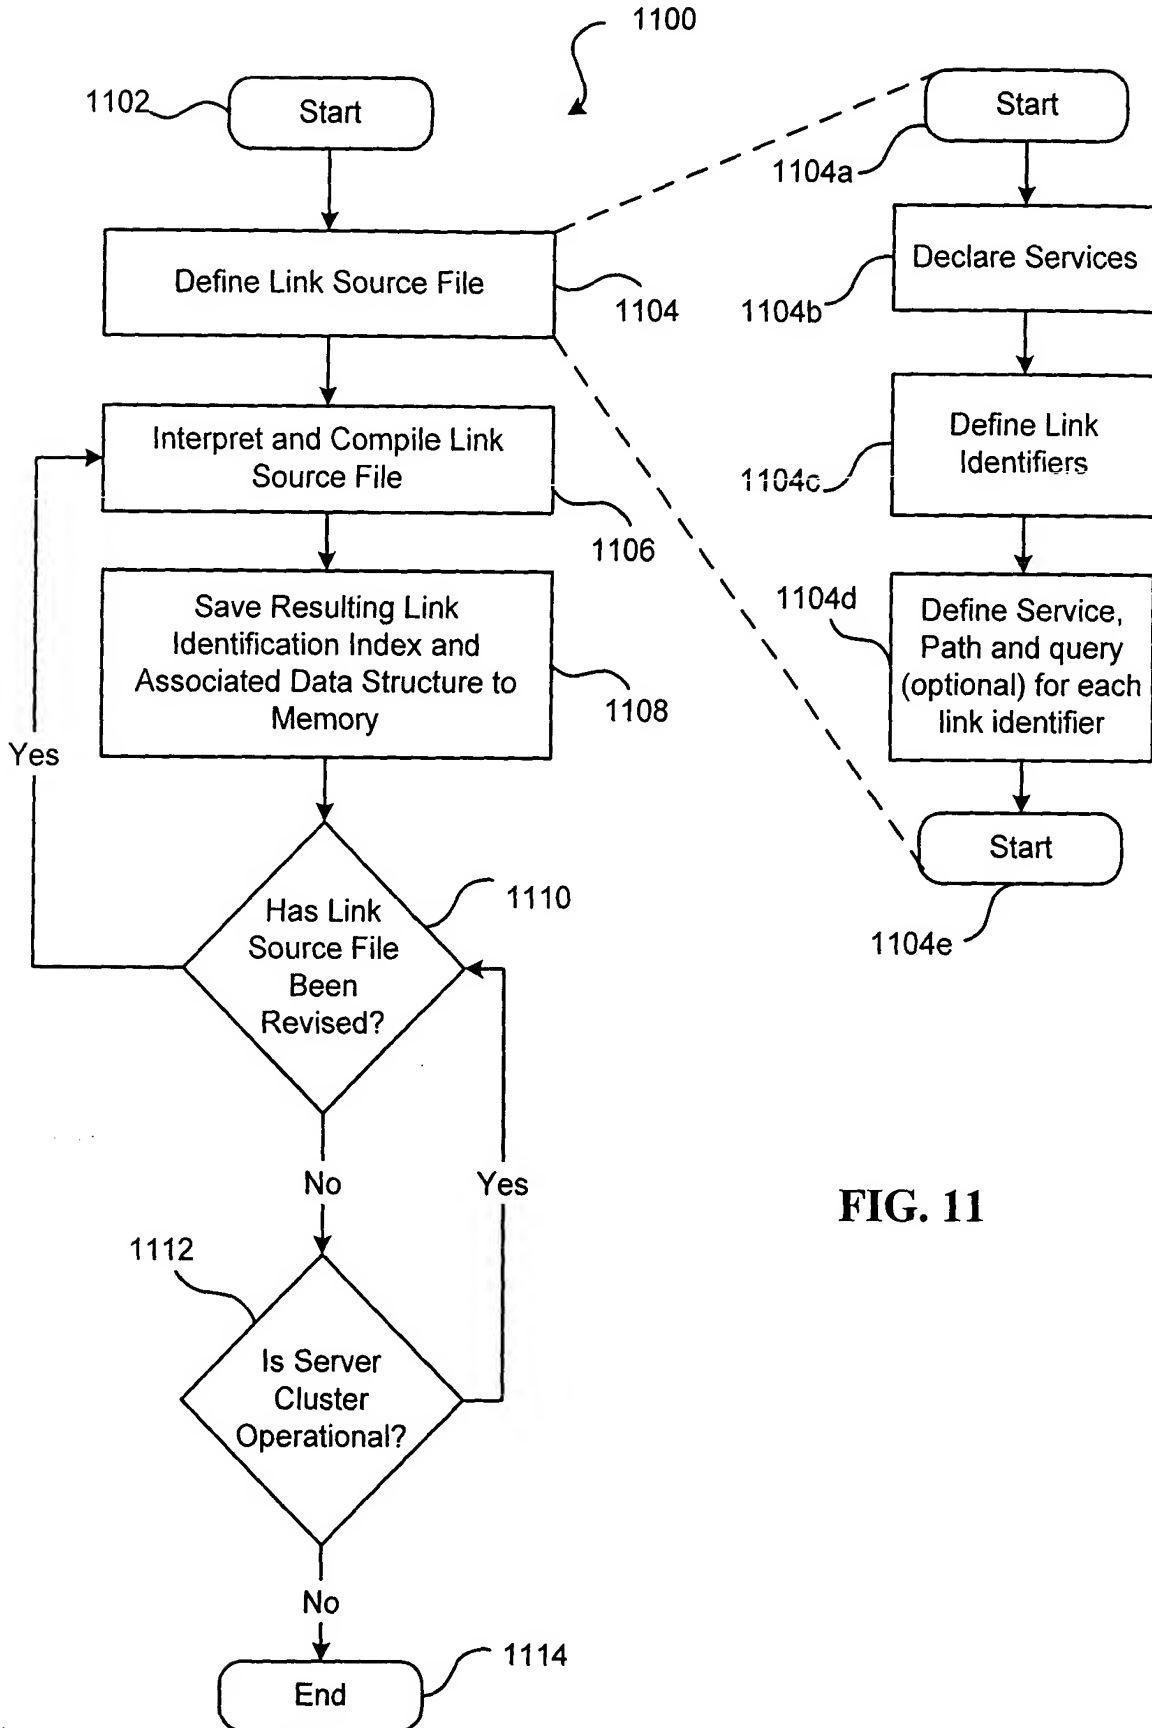 1100
1102
Start
Define Link Source File
1104
Interpret and Compile Link
Source File
1106
Save Resulting Link
Identification Index and
Associated Data Structure to
Memory
1108
Yes
Has Link
Source File
Been
Revised?
1110
No
Yes
1112
Is Server
Cluster
Operational?
No
End
1114
Start
1104a
Declare Services
1104b
Define Link
Identifiers
1104c
1104d
Define Service,
Path and query
(optional) for each
link identifier
Start
1104e
FIG. 11